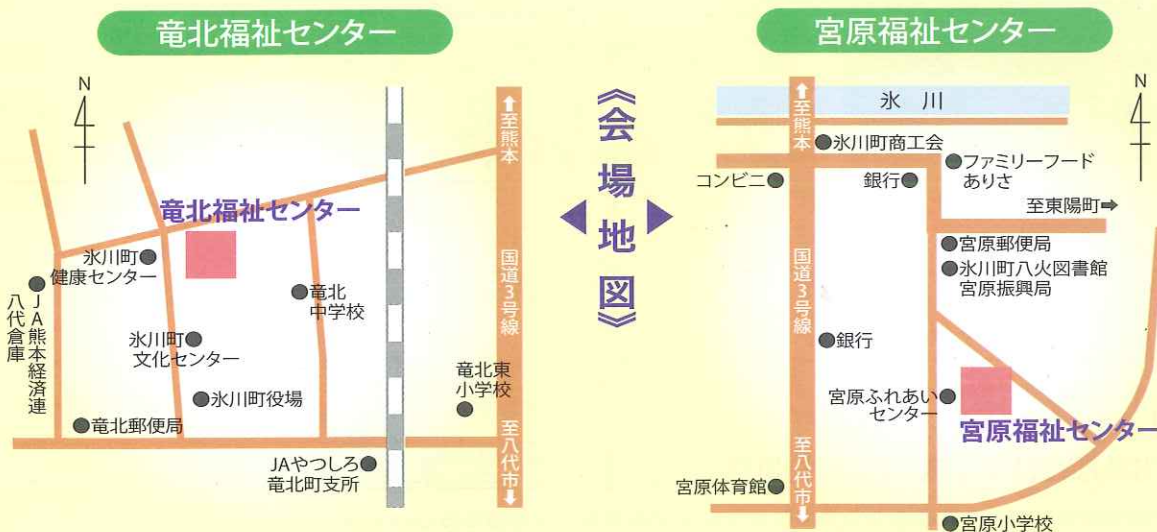 竜北福祉センター
N
至熊本
竜北福祉センター
氷川町
健康センター
JA熊本経済連
八代倉庫
竜北
中学校
国道3号線
氷川町
文化センター
竜北東
小学校
氷川町役場
竜北郵便局
至八代市
JAやつしろ
竜北町支所
《会場地図》
宮原福祉センター
N
氷川
至熊本
氷川町商工会
コンビニ
銀行
ファミリーフード
ありさ
至東陽町
宮原郵便局
氷川町八火図書館
宮原振興局
国道3号線
銀行
宮原ふれあい
センター
宮原福祉センター
至八代市
宮原体育館
宮原小学校